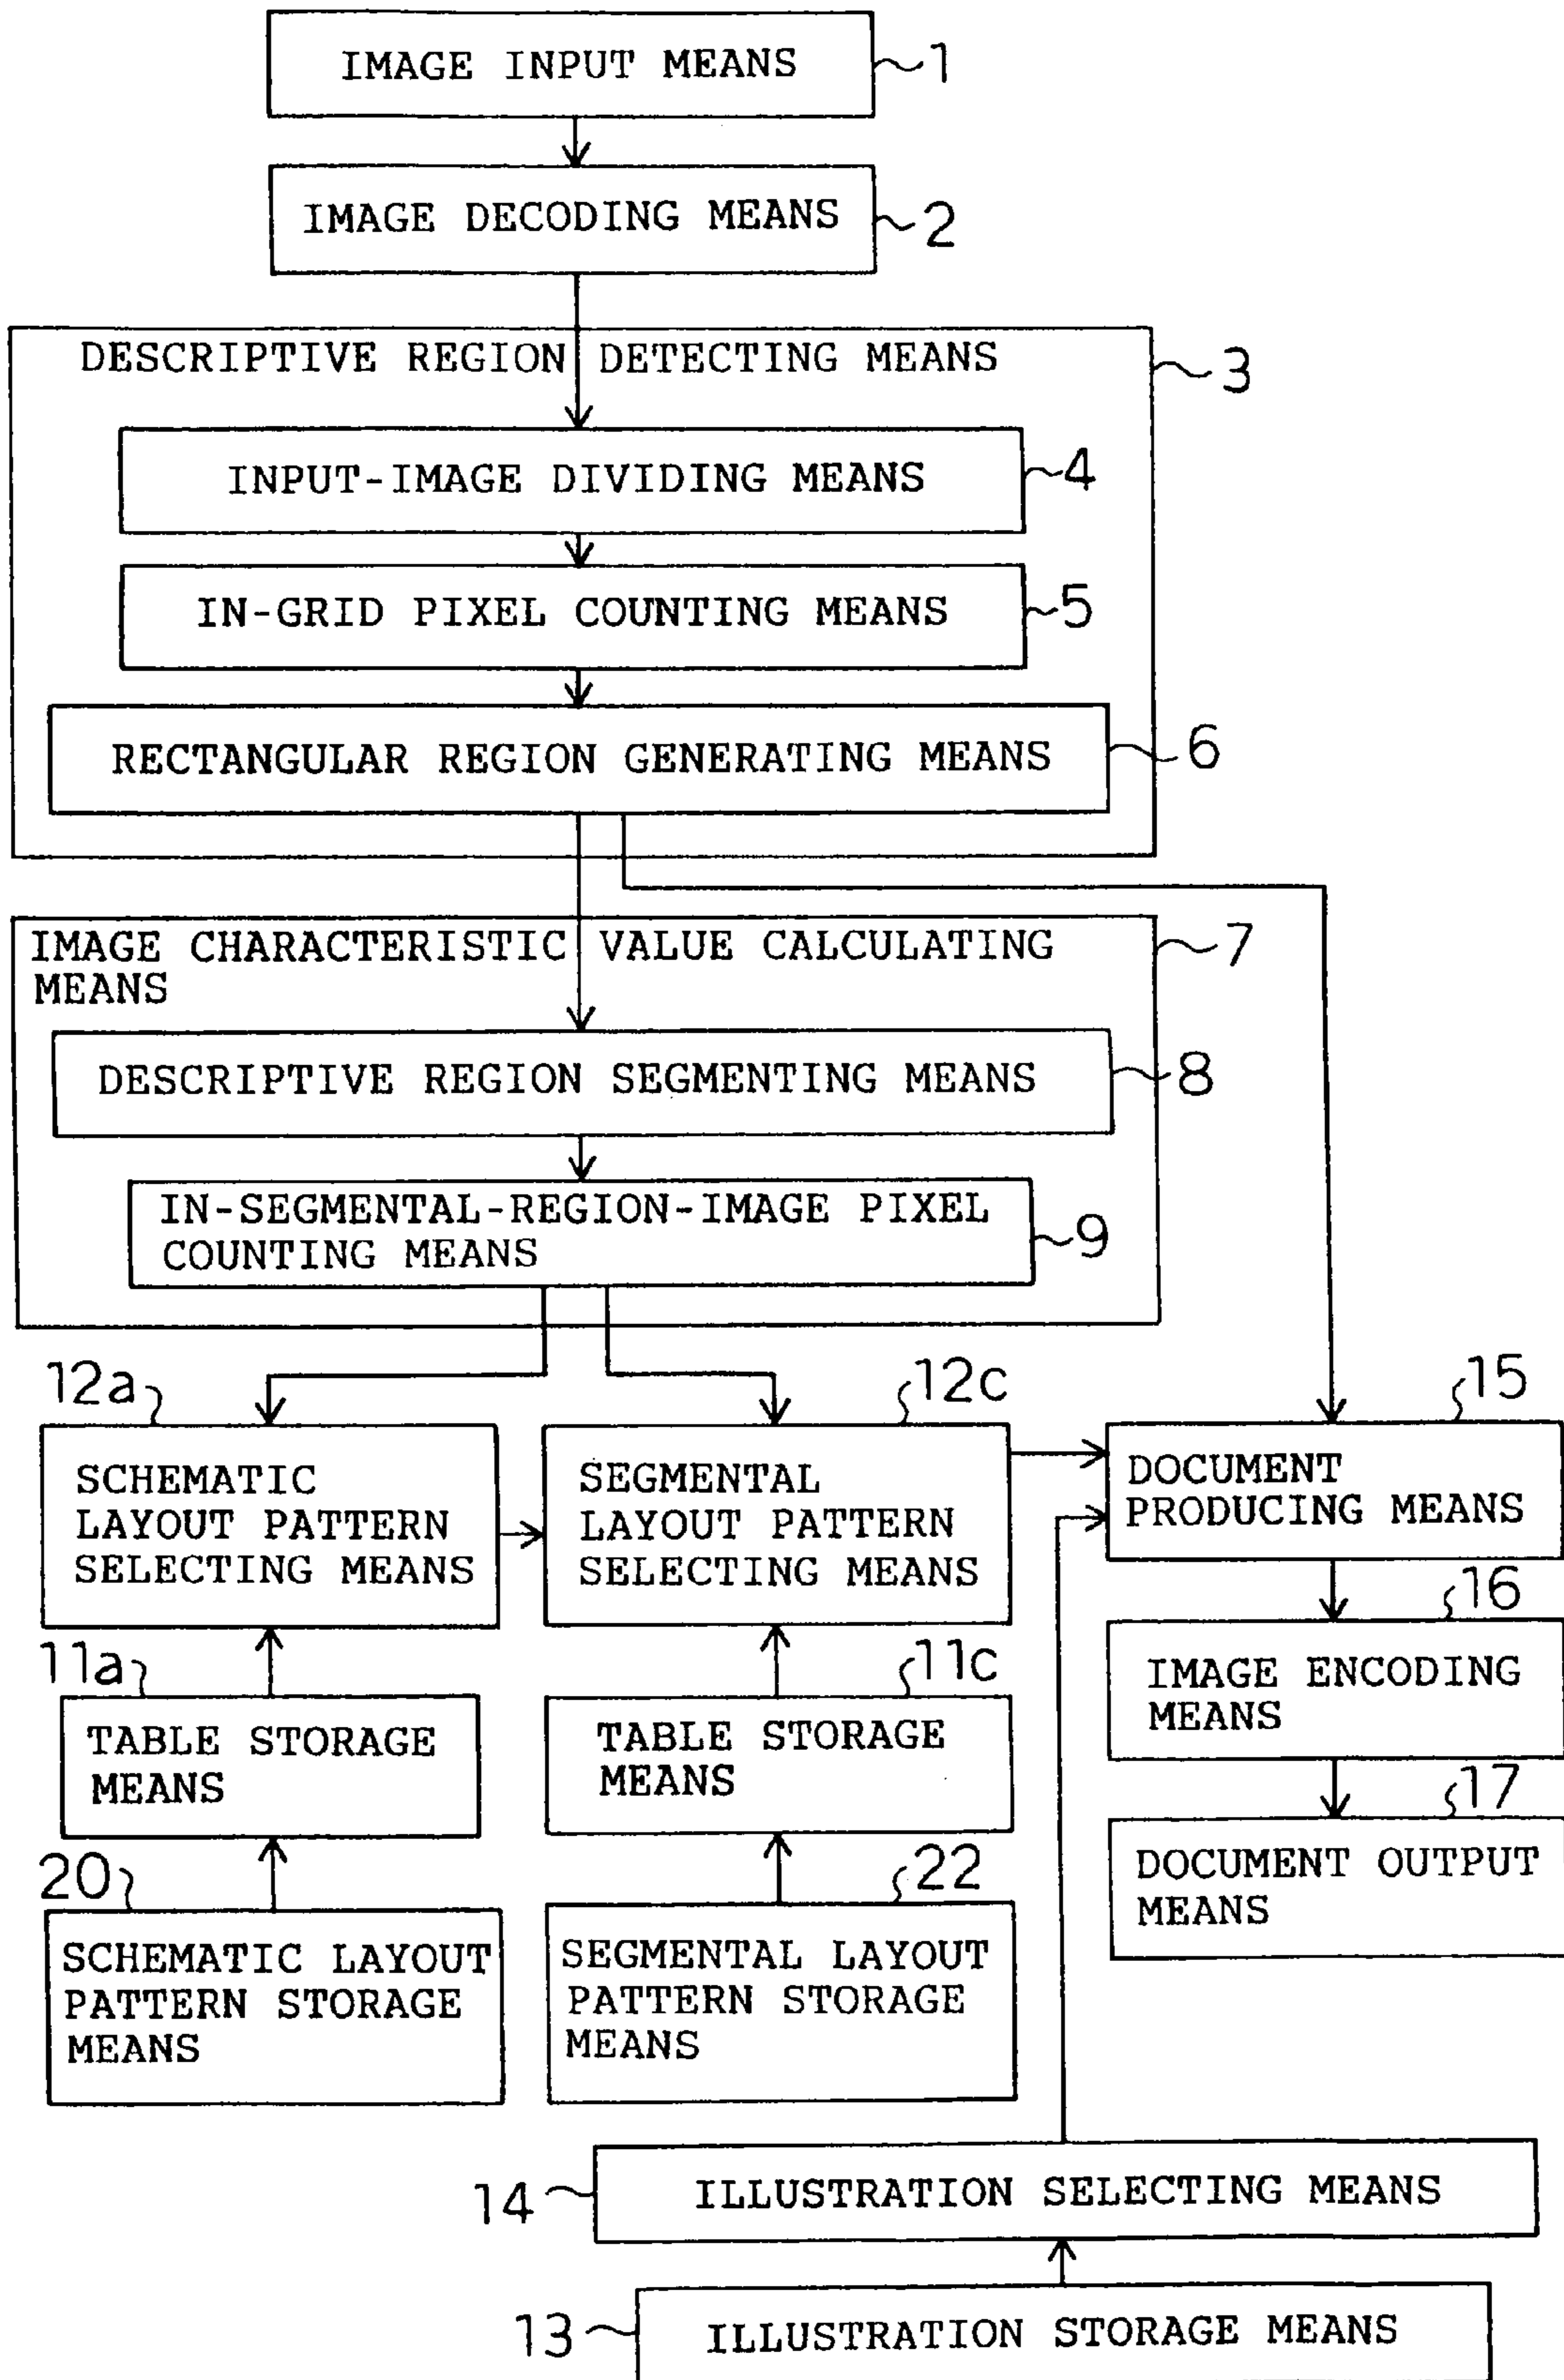 IMAGE INPUT MEANS
1
IMAGE DECODING MEANS
2
DESCRIPTIVE REGION DETECTING MEANS
3
INPUT-IMAGE DIVIDING MEANS
4
IN-GRID PIXEL COUNTING MEANS
5
RECTANGULAR REGION GENERATING MEANS
6
IMAGE CHARACTERISTIC VALUE CALCULATING
MEANS
7
DESCRIPTIVE REGION SEGMENTING MEANS
8
IN-SEGMENTAL-REGION-IMAGE PIXEL
COUNTING MEANS
9
12a
SCHEMATIC
LAYOUT PATTERN
SELECTING MEANS
12c
SEGMENTAL
LAYOUT PATTERN
SELECTING MEANS
15
DOCUMENT
PRODUCING MEANS
11a
TABLE STORAGE
MEANS
11c
TABLE STORAGE
MEANS
16
IMAGE ENCODING
MEANS
20
SCHEMATIC LAYOUT
PATTERN STORAGE
MEANS
22
SEGMENTAL LAYOUT
PATTERN STORAGE
MEANS
17
DOCUMENT OUTPUT
MEANS
14
ILLUSTRATION SELECTING MEANS
13
ILLUSTRATION STORAGE MEANS